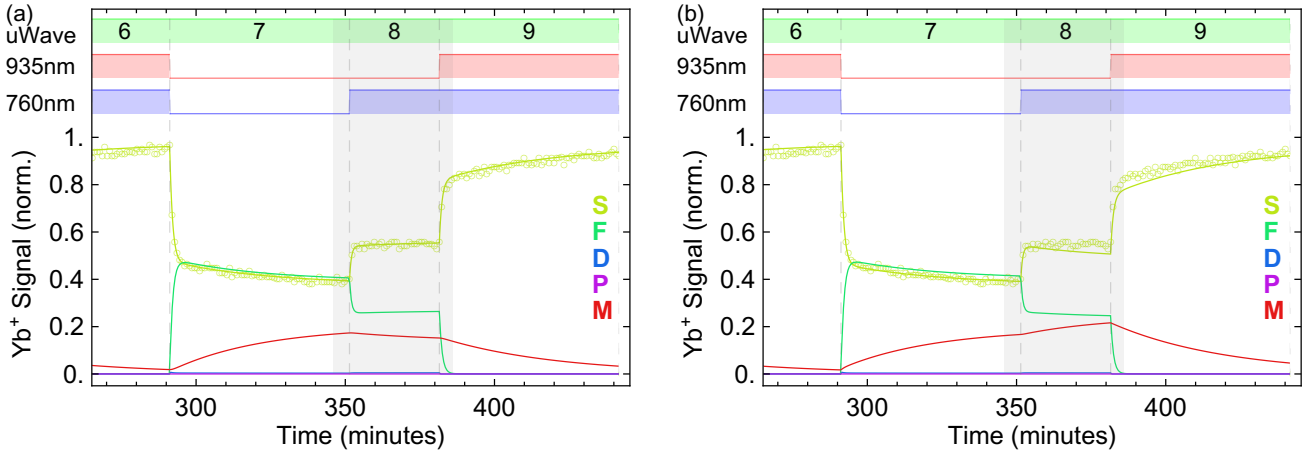 (a)
uWave 6 7 8 9
935nm
760nm
1.
0.8
0.6
0.4
0.2
0.
Yb+ Signal (norm.)
S
F
D
P
M
300 350 400
Time (minutes)
(b)
uWave 6 7 8 9
935nm
760nm
1.
0.8
0.6
0.4
0.2
0.
Yb+ Signal (norm.)
S
F
D
P
M
300 350 400
Time (minutes)